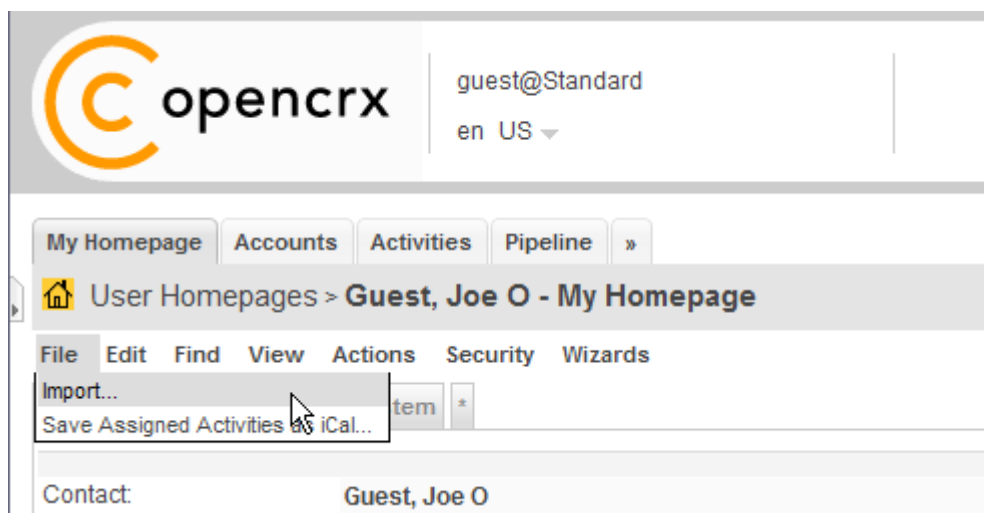 opencrx
guest@Standard
en US
My Homepage Accounts Activities Pipeline »
User Homepages > Guest, Joe O - My Homepage
File Edit Find View Actions Security Wizards
Import...
tem *
Save Assigned Activities as iCal...
Contact: Guest, Joe O